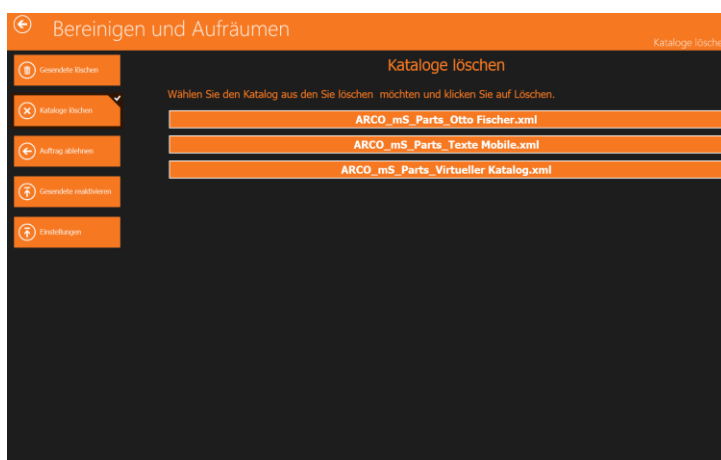 Bereinigen und Aufräumen
Kataloge lösche
Gesendete löschen
Kataloge löschen
Auftrag ablehnen
Gesendete reaktivieren
Einstellungen
Kataloge löschen
Wählen Sie den Katalog aus den Sie löschen möchten und klicken Sie auf Löschen.
ARCO_mS_Parts_Otto Fischer.xml
ARCO_mS_Parts_Texte Mobile.xml
ARCO_mS_Parts_Virtueller Katalog.xml